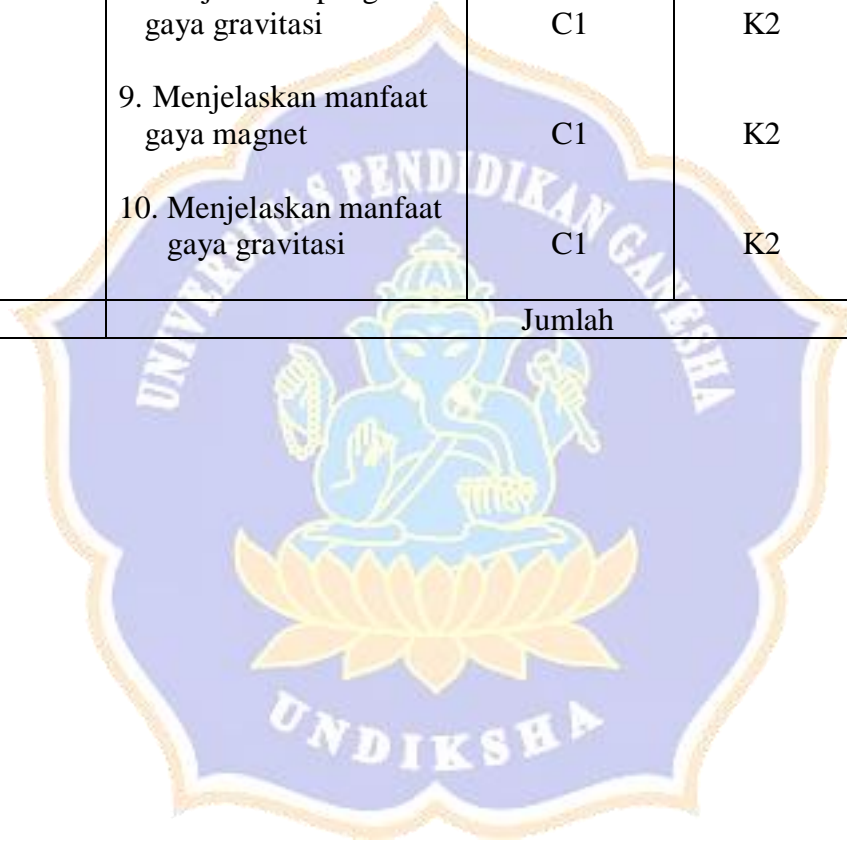 gaya gravitasi C1 K2
9. Menjelaskan manfaat
gaya magnet C1 K2
10. Menjelaskan manfaat
gaya gravitasi C1 K2
Jumlah
UNIVERSITAS PENDIDIKAN GANESHA
UNDIKSHA